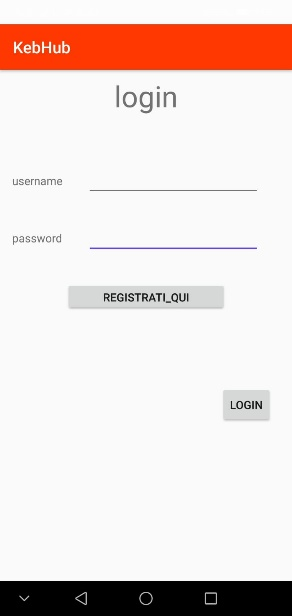 KebHub
login
username
password
REGISTRATI_QUI
LOGIN